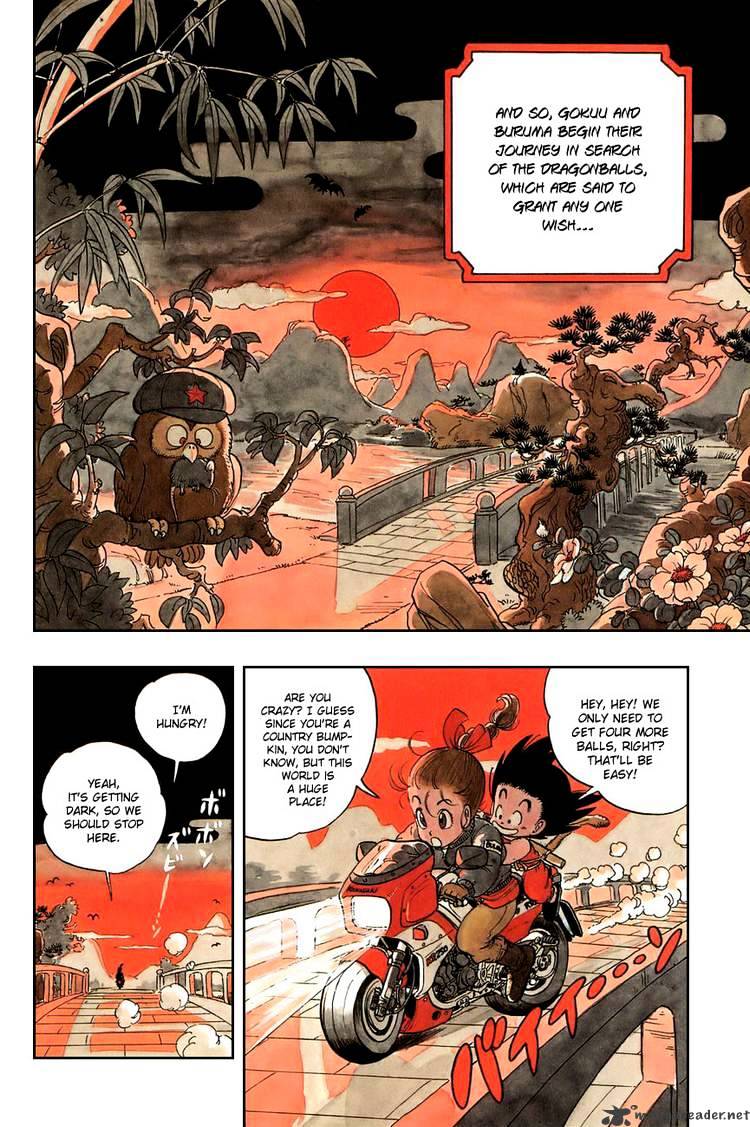 AND SO, GOKUU AND
BURUMA BEGIN THEIR
JOURNEY IN SEARCH
OF THE DRAGONBALLS,
WHICH ARE SAID TO
GRANT ANY ONE
WISH...
HEY, HEY! WE
ONLY NEED TO
GET FOUR MORE
BALLS, RIGHT?
THAT'LL BE
EASY!
ARE YOU
CRAZY? I GUESS
SINCE YOU'RE A
COUNTRY BUMP-
KIN, YOU DON'T
KNOW, BUT THIS
WORLD IS
A HUGE
PLACE!
バイイ・・・ン
I'M
HUNGRY!
YEAH,
IT'S GETTING
DARK, SO WE
SHOULD STOP
HERE.
ボボン
ズビ